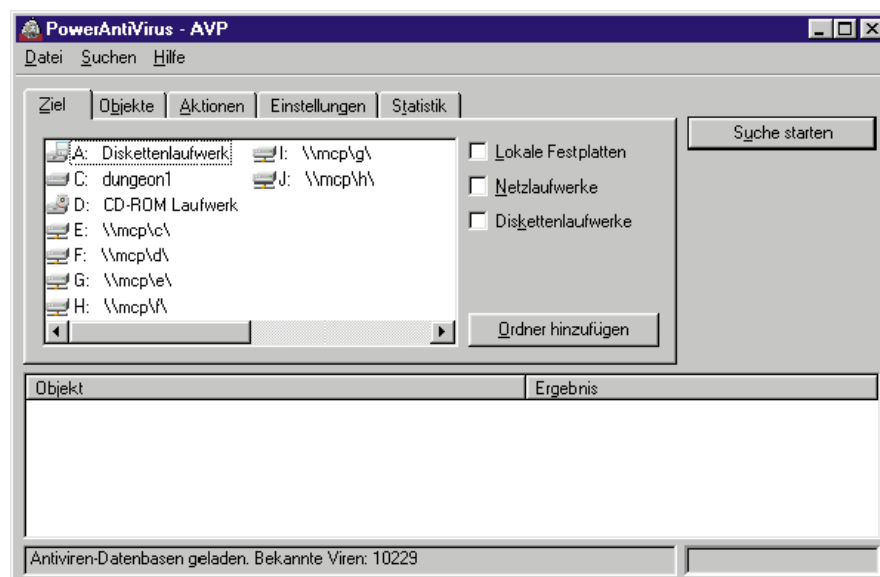 PowerAntiVirus - AVP
Datei Suchen Hilfe
Ziel Objekte Aktionen Einstellungen Statistik
Suche starten
A: Diskettenlaufwerk
C: dungeon1
D: CD-ROM Laufwerk
E: \\mcp\c\
F: \\mcp\d\
G: \\mcp\e\
H: \\mcp\f\
I: \\mcp\g\
J: \\mcp\h\
Lokale Festplatten
Netzlaufwerke
Diskettenlaufwerke
Ordner hinzufügen
Objekt Ergebnis
Antiviren-Datenbasen geladen. Bekannte Viren: 10229